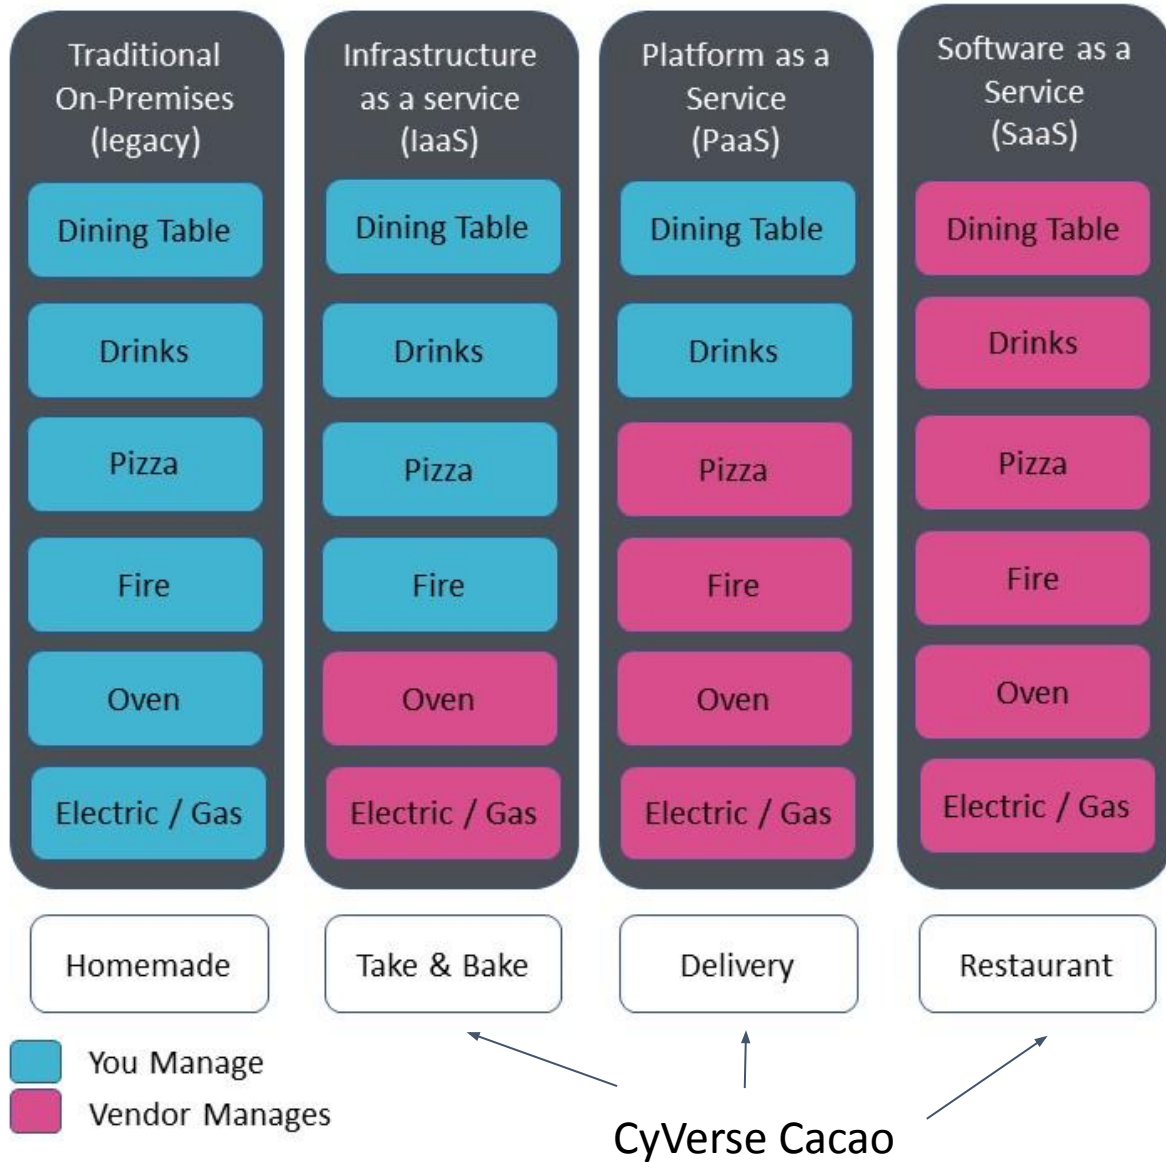 Traditional
On-Premises
(legacy)
Dining Table
Drinks
Pizza
Fire
Oven
Electric / Gas
Homemade
Infrastructure
as a service
(IaaS)
Dining Table
Drinks
Pizza
Fire
Oven
Electric / Gas
Take & Bake
Platform as a
Service
(PaaS)
Dining Table
Drinks
Pizza
Fire
Oven
Electric / Gas
Delivery
Software as a
Service
(SaaS)
Dining Table
Drinks
Pizza
Fire
Oven
Electric / Gas
Restaurant
You Manage
Vendor Manages
CyVerse Cacao